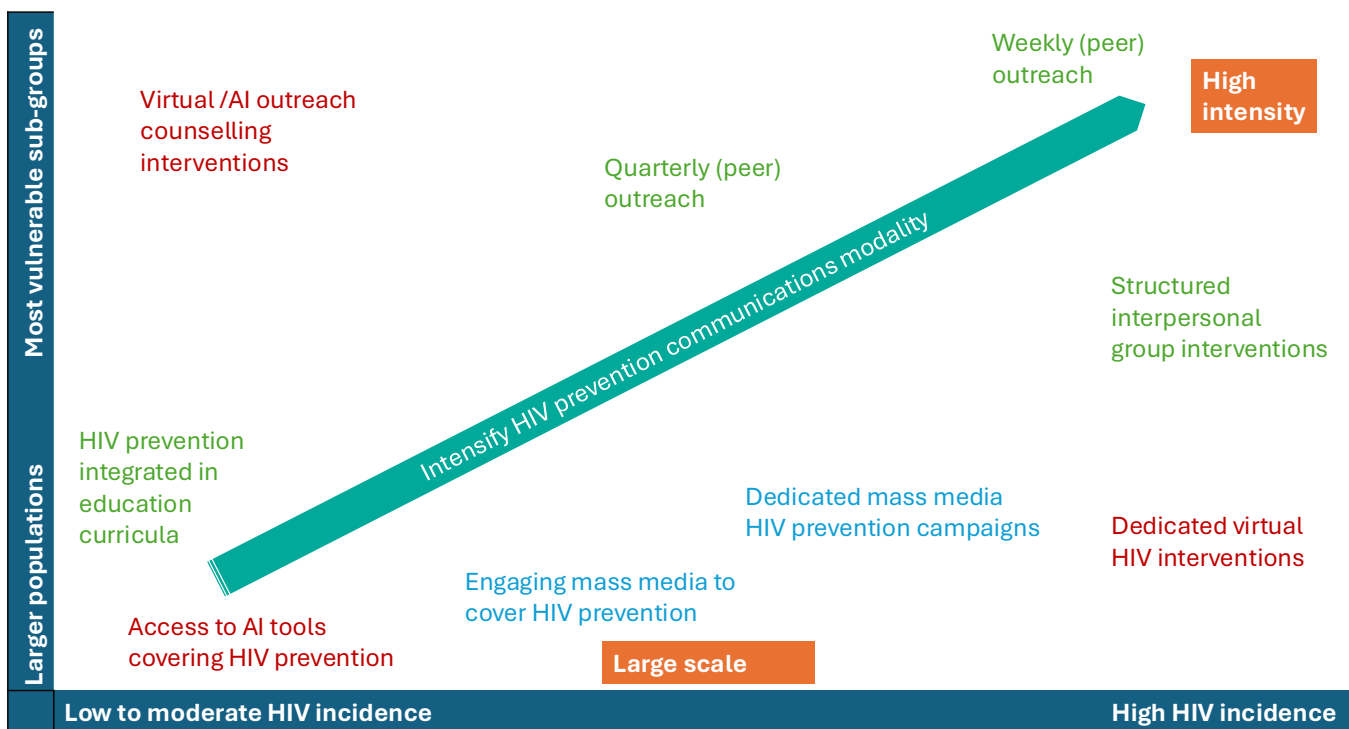 Most vulnerable sub-groups
Larger populations
Weekly (peer)
outreach
High
intensity
Virtual /AI outreach
counselling
interventions
Quarterly (peer)
outreach
Intensify HIV prevention communications modality
Structured
interpersonal
group interventions
HIV prevention
integrated in
education
curricula
Dedicated mass media
HIV prevention campaigns
Dedicated virtual
HIV interventions
Engaging mass media to
cover HIV prevention
Access to AI tools
covering HIV prevention
Large scale
Low to moderate HIV incidence
High HIV incidence